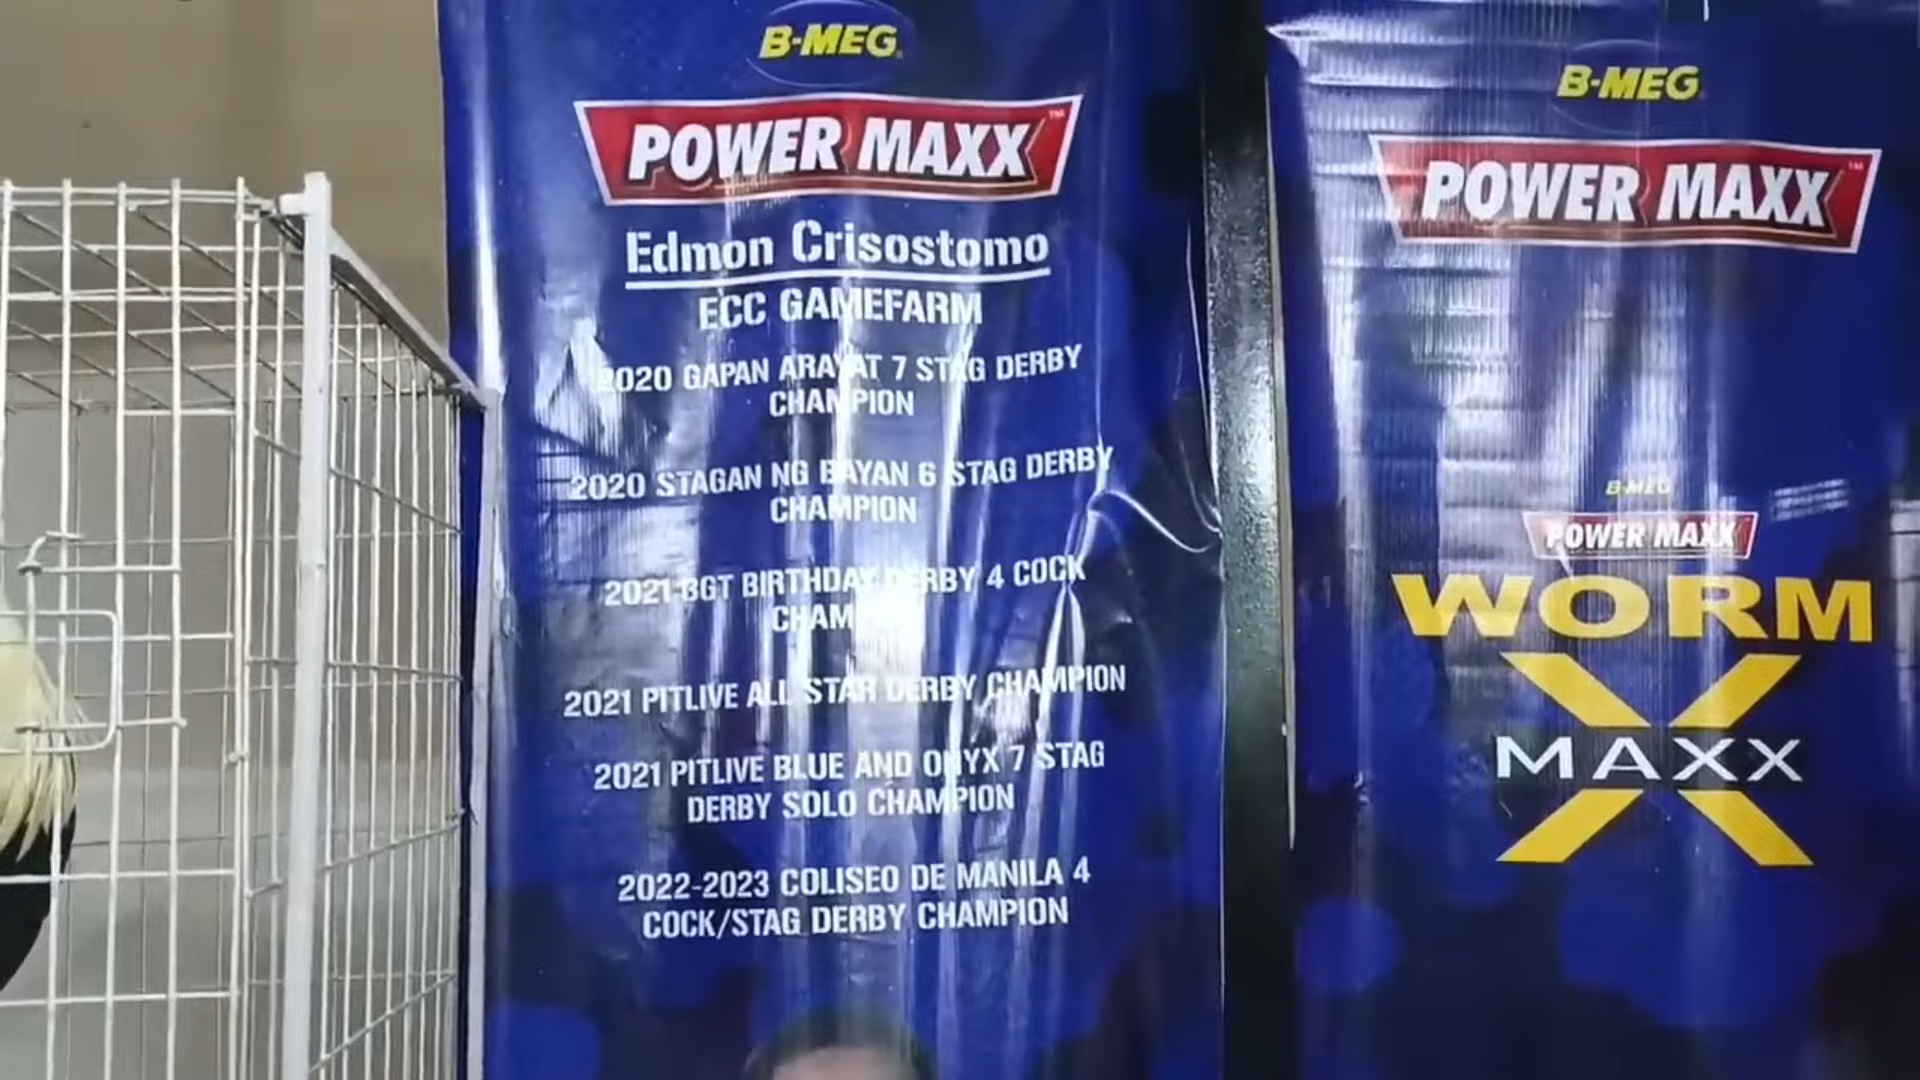 B-MEG
POWER MAXX™
Edmon Crisostomo
ECC GAMEFARM
2020 GAPAN ARAYAT 7 STAG DERBY
CHAMPION
2020 STAGAN NG BAYAN 6 STAG DERBY
CHAMPION
2021 BGT BIRTHDAY DERBY 4 COCK
2021 PITLIVE ALL STAR DERBY CHAMPION
2021 PITLIVE BLUE AND ONYX 7 STAG
DERBY SOLO CHAMPION
2022-2023 COLISEO DE MANILA 4
COCK/STAG DERBY CHAMPION
B-MEG
POWER MAXX™
B-MEG
POWER MAXX
WORM
X
MAXX